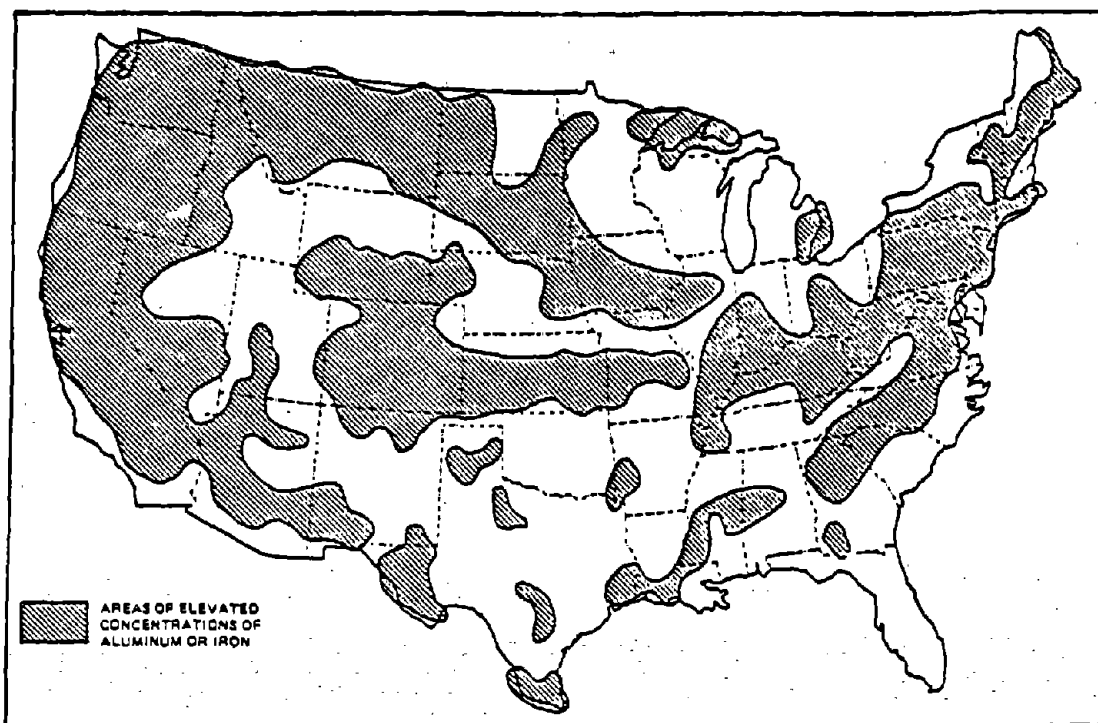 AREAS OF ELEVATED
CONCENTRATIONS OF
ALUMINUM OR IRON